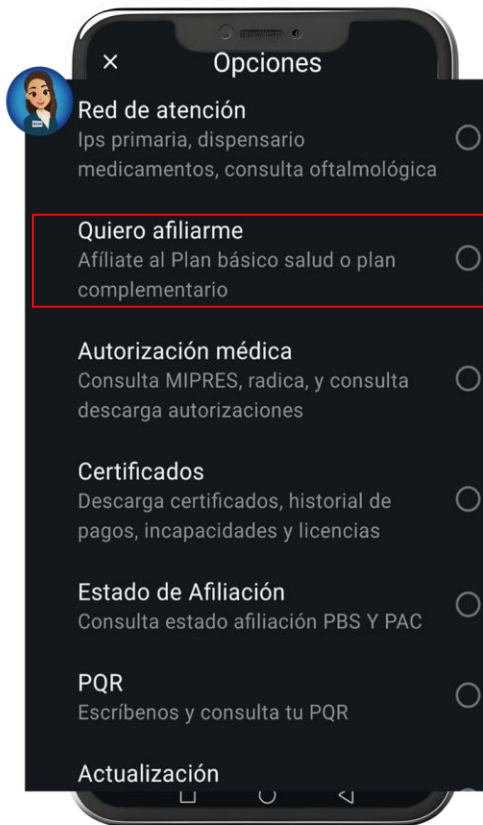 Opciones
Red de atención
Ips primaria, dispensario
medicamentos, consulta oftalmológica
Quiero afiliarme
Afíliate al Plan básico salud o plan
complementario
Autorización médica
Consulta MIPRES, radica, y consulta
descarga autorizaciones
Certificados
Descarga certificados, historial de
pagos, incapacidades y licencias
Estado de Afiliación
Consulta estado afiliación PBS Y PAC
PQR
Escríbenos y consulta tu PQR
Actualización